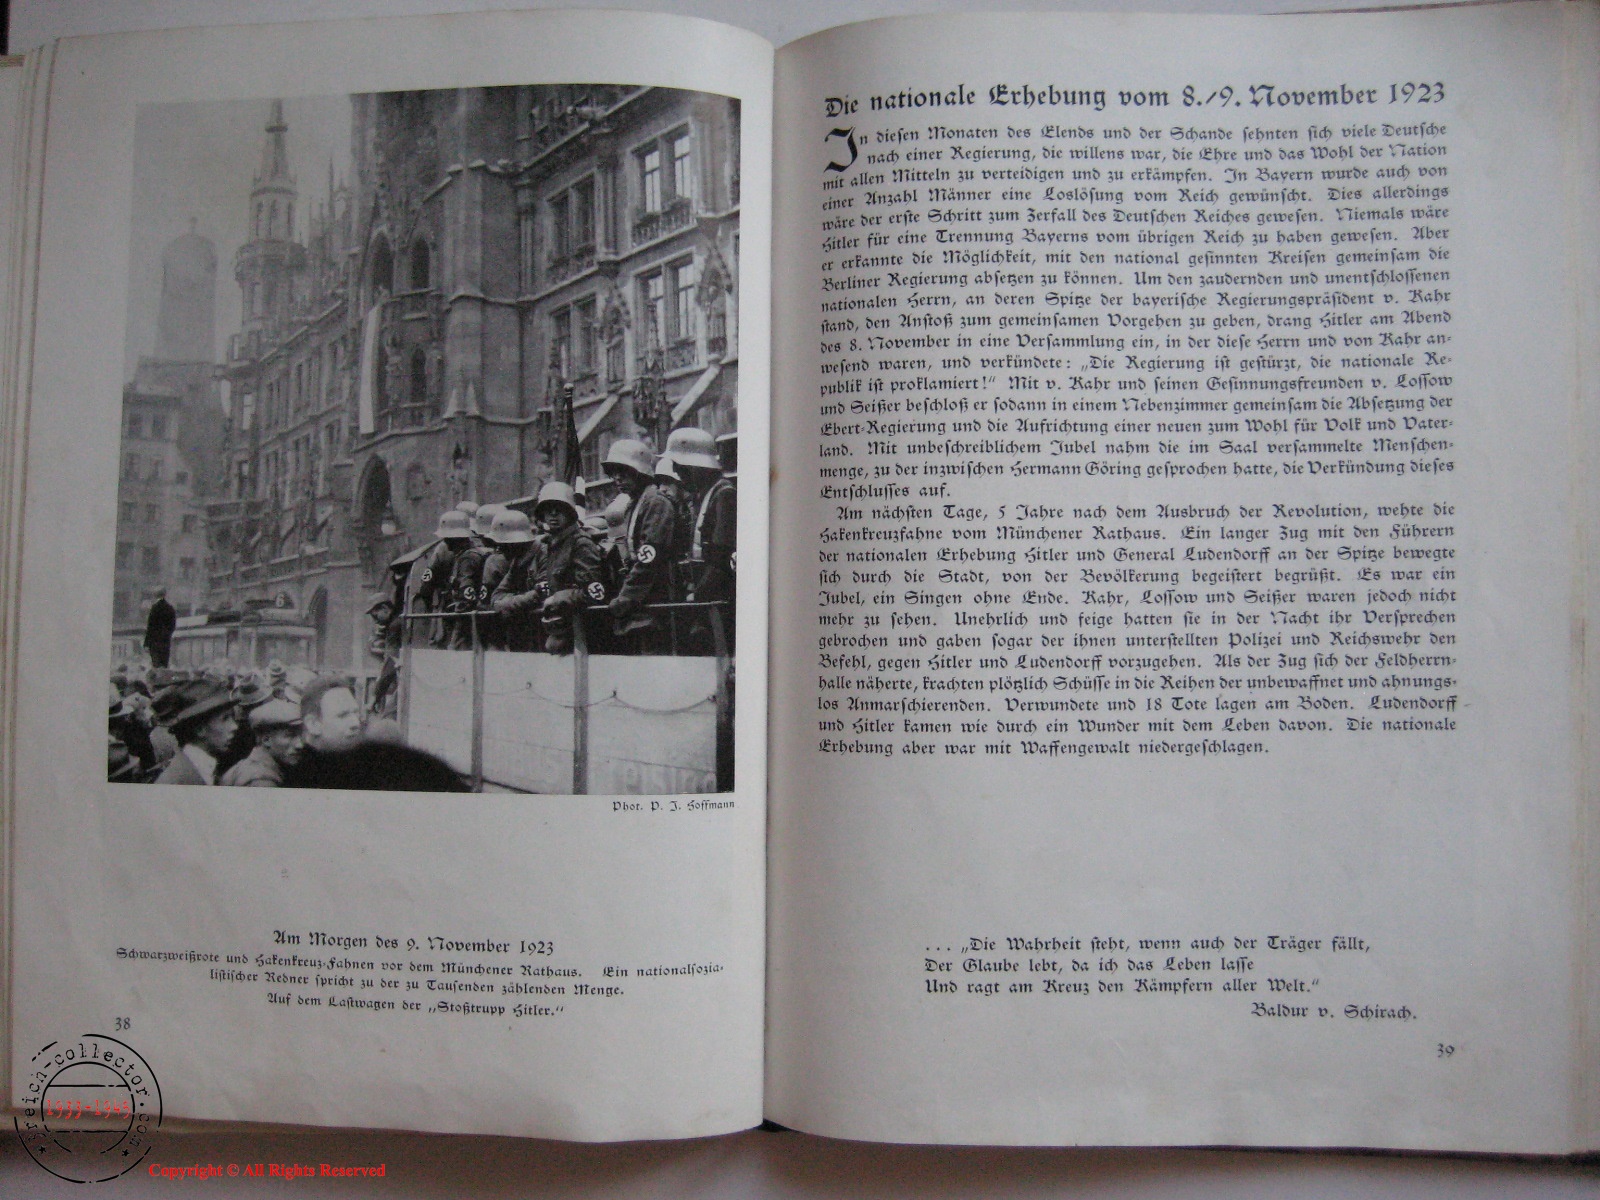 Phot. P. J. Hoffmann
Am Morgen des 9. November 1923
Schwarzweißrote und Hakenkreuz-Fahnen vor dem Münchener Rathaus. Ein nationalsozia-
listischer Redner spricht zu der zu Tausenden zählenden Menge.
Auf dem Lastwagen der „Stoßtrupp Hitler.“
38
Die nationale Erhebung vom 8./9. November 1923
In diesen Monaten des Elends und der Schande sehnten sich viele Deutsche
nach einer Regierung, die willens war, die Ehre und das Wohl der Nation
mit allen Mitteln zu verteidigen und zu erkämpfen. In Bayern wurde auch von
einer Anzahl Männer eine Loslösung vom Reich gewünscht. Dies allerdings
wäre der erste Schritt zum Zerfall des Deutschen Reiches gewesen. Niemals wäre
Hitler für eine Trennung Bayerns vom übrigen Reich zu haben gewesen. Aber
er erkannte die Möglichkeit, mit den national gesinnten Kreisen gemeinsam die
Berliner Regierung absetzen zu können. Um den zaudernden und unentschlossenen
nationalen Herrn, an deren Spitze der bayerische Regierungspräsident v. Kahr
stand, den Anstoß zum gemeinsamen Vorgehen zu geben, drang Hitler am Abend
des 8. November in eine Versammlung ein, in der diese Herrn und von Kahr an-
wesend waren, und verkündete: „Die Regierung ist gestürzt, die nationale Re-
publik ist proklamiert!“ Mit v. Kahr und seinen Gesinnungsfreunden v. Lossow
und Seißer beschloß er sodann in einem Nebenzimmer gemeinsam die Absetzung der
Ebert-Regierung und die Aufrichtung einer neuen zum Wohl für Volk und Vater-
land. Mit unbeschreiblichem Jubel nahm die im Saal versammelte Menschen-
menge, zu der inzwischen Hermann Göring gesprochen hatte, die Verkündung dieses
Entschlusses auf.
Am nächsten Tage, 5 Jahre nach dem Ausbruch der Revolution, wehte die
Hakenkreuzfahne vom Münchener Rathaus. Ein langer Zug mit den Führern
der nationalen Erhebung Hitler und General Ludendorff an der Spitze bewegte
sich durch die Stadt, von der Bevölkerung begeistert begrüßt. Es war ein
Jubel, ein Singen ohne Ende. Kahr, Lossow und Seißer waren jedoch nicht
mehr zu sehen. Unehrlich und feige hatten sie in der Nacht ihr Versprechen
gebrochen und gaben sogar der ihnen unterstellten Polizei und Reichswehr den
Befehl, gegen Hitler und Ludendorff vorzugehen. Als der Zug sich der Feldherrn-
halle näherte, krachten plötzlich Schüsse in die Reihen der unbewaffnet und ahnungs-
los Anmarschierenden. Verwundete und 18 Tote lagen am Boden. Ludendorff
und Hitler kamen wie durch ein Wunder mit dem Leben davon. Die nationale
Erhebung aber war mit Waffengewalt niedergeschlagen.
... „Die Wahrheit steht, wenn auch der Träger fällt,
Der Glaube lebt, da ich das Leben lasse
Und ragt am Kreuz den Kämpfern aller Welt.“
Baldur v. Schirach.
39
reich-collector.com
1933-1945
Copyright © All Rights Reserved